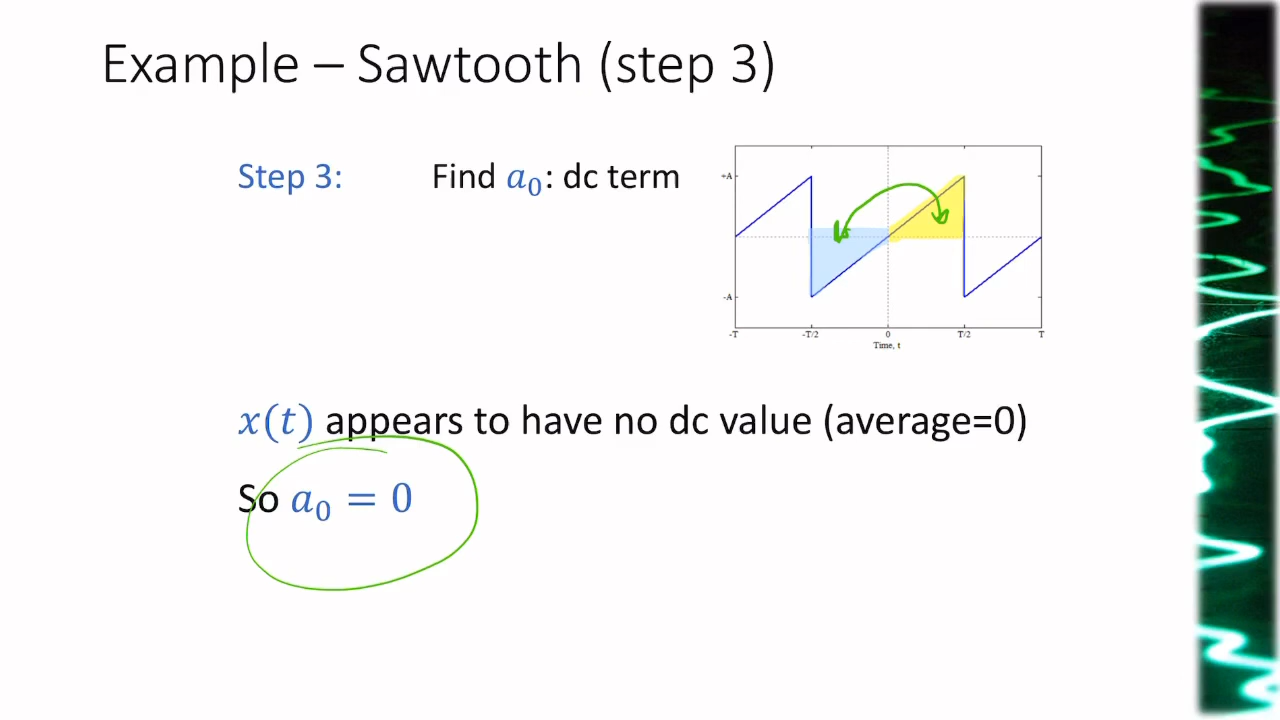 Example – Sawtooth (step 3)
Step 3: Find a₀: dc term
+A
-A
-T -T/2 0 T/2 T
Time, t
x(t) appears to have no dc value (average=0)
So a₀ = 0